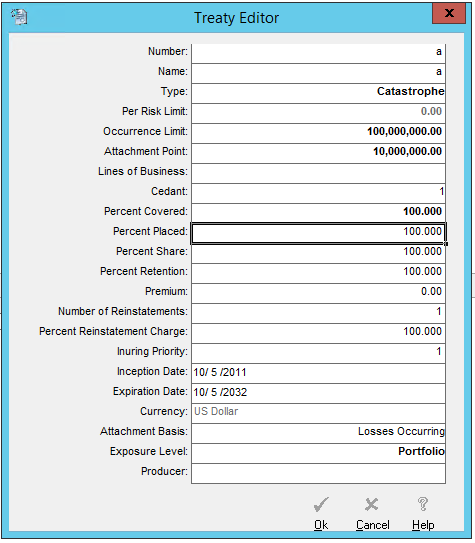 Treaty Editor
x
Number: a
Name: a
Type: Catastrophe
Per Risk Limit: 0.00
Occurrence Limit: 100,000,000.00
Attachment Point: 10,000,000.00
Lines of Business:
Cedant: 1
Percent Covered: 100.000
Percent Placed: 100.000
Percent Share: 100.000
Percent Retention: 100.000
Premium: 0.00
Number of Reinstatements: 1
Percent Reinstatement Charge: 100.000
Inuring Priority: 1
Inception Date: 10/ 5 /2011
Expiration Date: 10/ 5 /2032
Currency: US Dollar
Attachment Basis: Losses Occurring
Exposure Level: Portfolio
Producer:
Ok Cancel Help